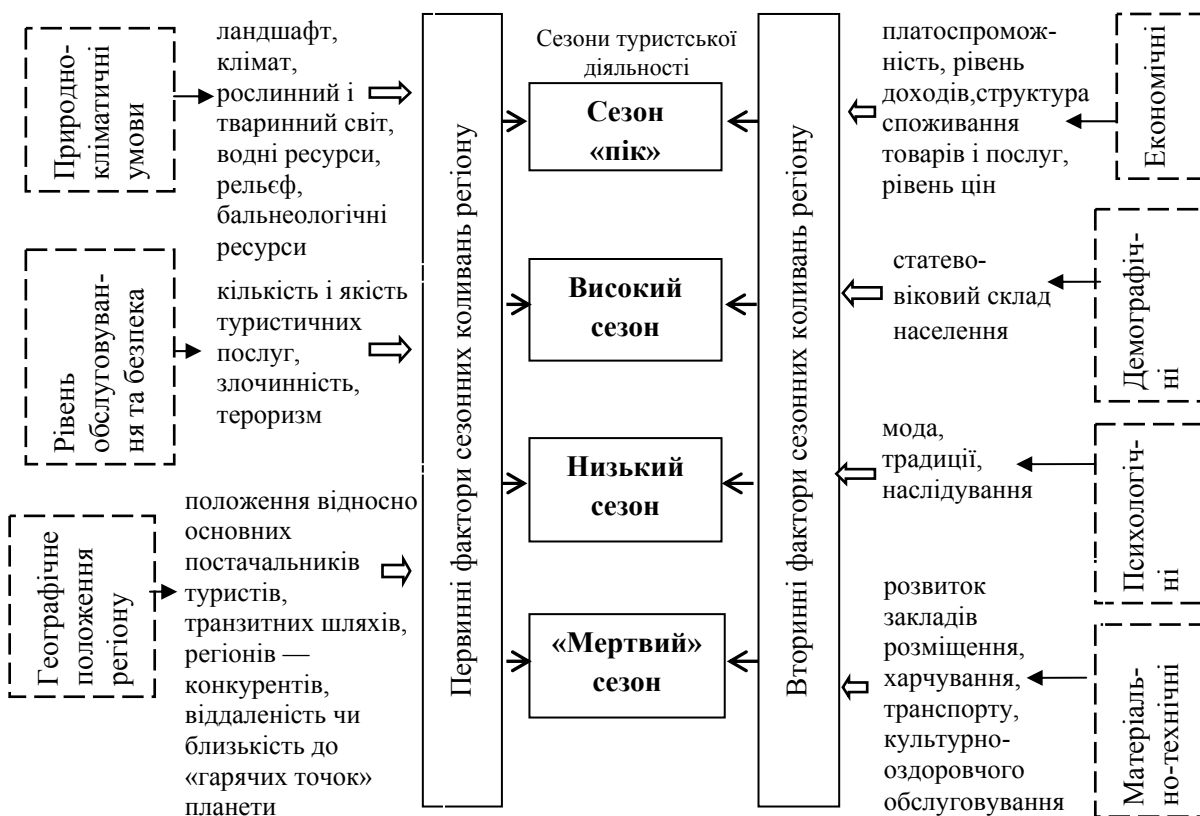 Природно-
кліматичні
умови
ландшафт,
клімат,
рослинний і
тваринний світ,
водні ресурси,
рельєф,
бальнеологічні
ресурси
Рівень
обслуговуван-
ня та безпека
кількість і якість
туристичних
послуг,
злочинність,
тероризм
Географічне
положення
регіону
положення відносно
основних
постачальників
туристів,
транзитних шляхів,
регіонів —
конкурентів,
віддаленість чи
близькість до
«гарячих точок»
планети
Первинні фактори сезонних коливань регіону
Сезони туристської
діяльності
Сезон
«пік»
Високий
сезон
Низький
сезон
«Мертвий»
сезон
Вторинні фактори сезонних коливань регіону
платоспромож-
ність, рівень
доходів,структура
споживання
товарів і послуг,
рівень цін
Економічні
статево-
віковий склад
населення
Демографіч-
ні
мода,
традиції,
наслідування
Психологіч-
ні
розвиток
закладів
розміщення,
харчування,
транспорту,
культурно-
оздоровчого
обслуговування
Матеріаль-
но-технічні